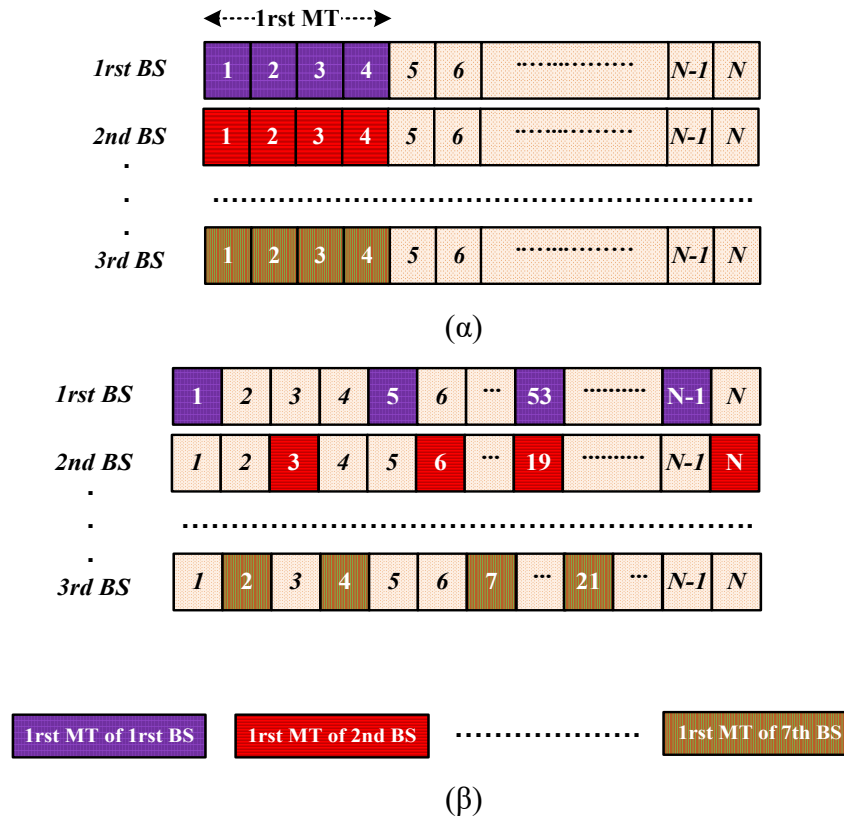 1rst MT
1rst BS 1 2 3 4 5 6 .................. N-1 N
2nd BS 1 2 3 4 5 6 .................. N-1 N
3rd BS 1 2 3 4 5 6 .................. N-1 N
(α)
1rst BS 1 2 3 4 5 6 ... 53 .......... N-1 N
2nd BS 1 2 3 4 5 6 ... 19 .......... N-1 N
3rd BS 1 2 3 4 5 6 7 ... 21 ... N-1 N
1rst MT of 1rst BS 1rst MT of 2nd BS .................. 1rst MT of 7th BS
(β)